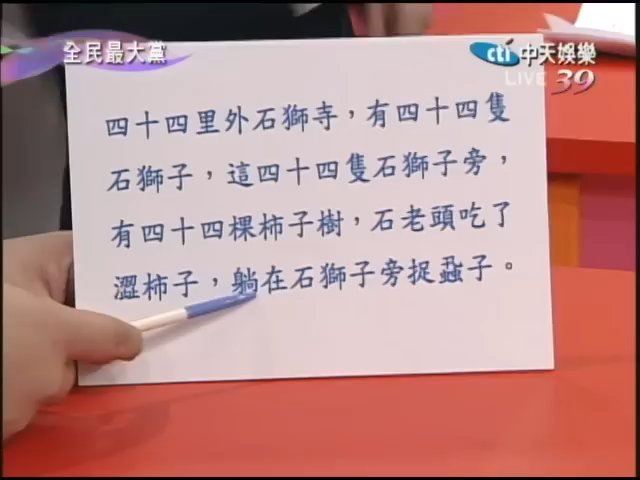 全民最大黨
cti 中天娛樂
LIVE 39
四十四里外石獅寺，有四十四隻
石獅子，這四十四隻石獅子旁，
有四十四棵柿子樹，石老頭吃了
澀柿子，躺在石獅子旁捉蝨子。